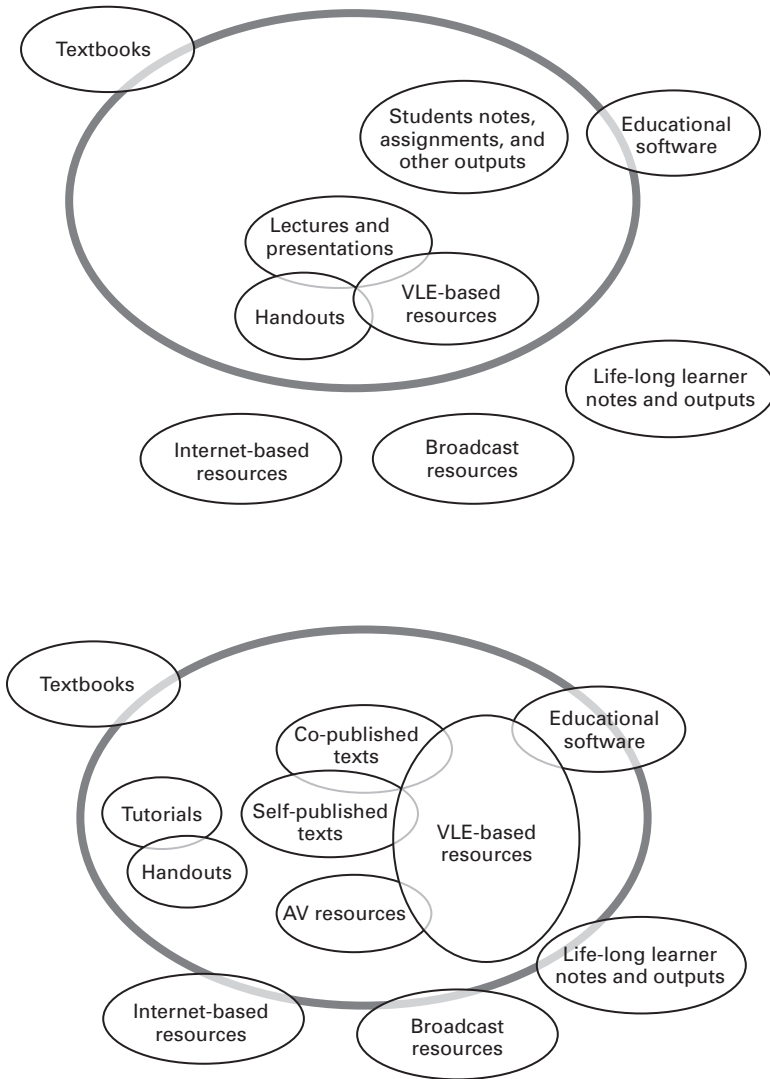 Textbooks
Students notes,
assignments, and
other outputs
Educational
software
Lectures and
presentations
Handouts
VLE-based
resources
Life-long learner
notes and outputs
Internet-based
resources
Broadcast
resources
Textbooks
Educational
software
Co-published
texts
Tutorials
Self-published
texts
VLE-based
resources
Handouts
AV resources
Life-long learner
notes and outputs
Internet-based
resources
Broadcast
resources